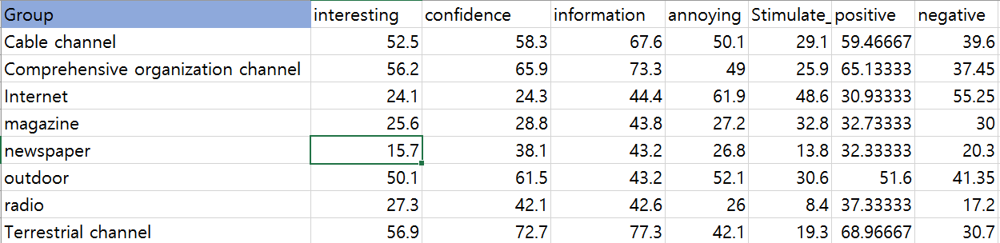 Group interesting confidence information annoying Stimulate_ positive negative
Cable channel 52.5 58.3 67.6 50.1 29.1 59.46667 39.6
Comprehensive organization channel 56.2 65.9 73.3 49 25.9 65.13333 37.45
Internet 24.1 24.3 44.4 61.9 48.6 30.93333 55.25
magazine 25.6 28.8 43.8 27.2 32.8 32.73333 30
newspaper 15.7 38.1 43.2 26.8 13.8 32.33333 20.3
outdoor 50.1 61.5 43.2 52.1 30.6 51.6 41.35
radio 27.3 42.1 42.6 26 8.4 37.33333 17.2
Terrestrial channel 56.9 72.7 77.3 42.1 19.3 68.96667 30.7